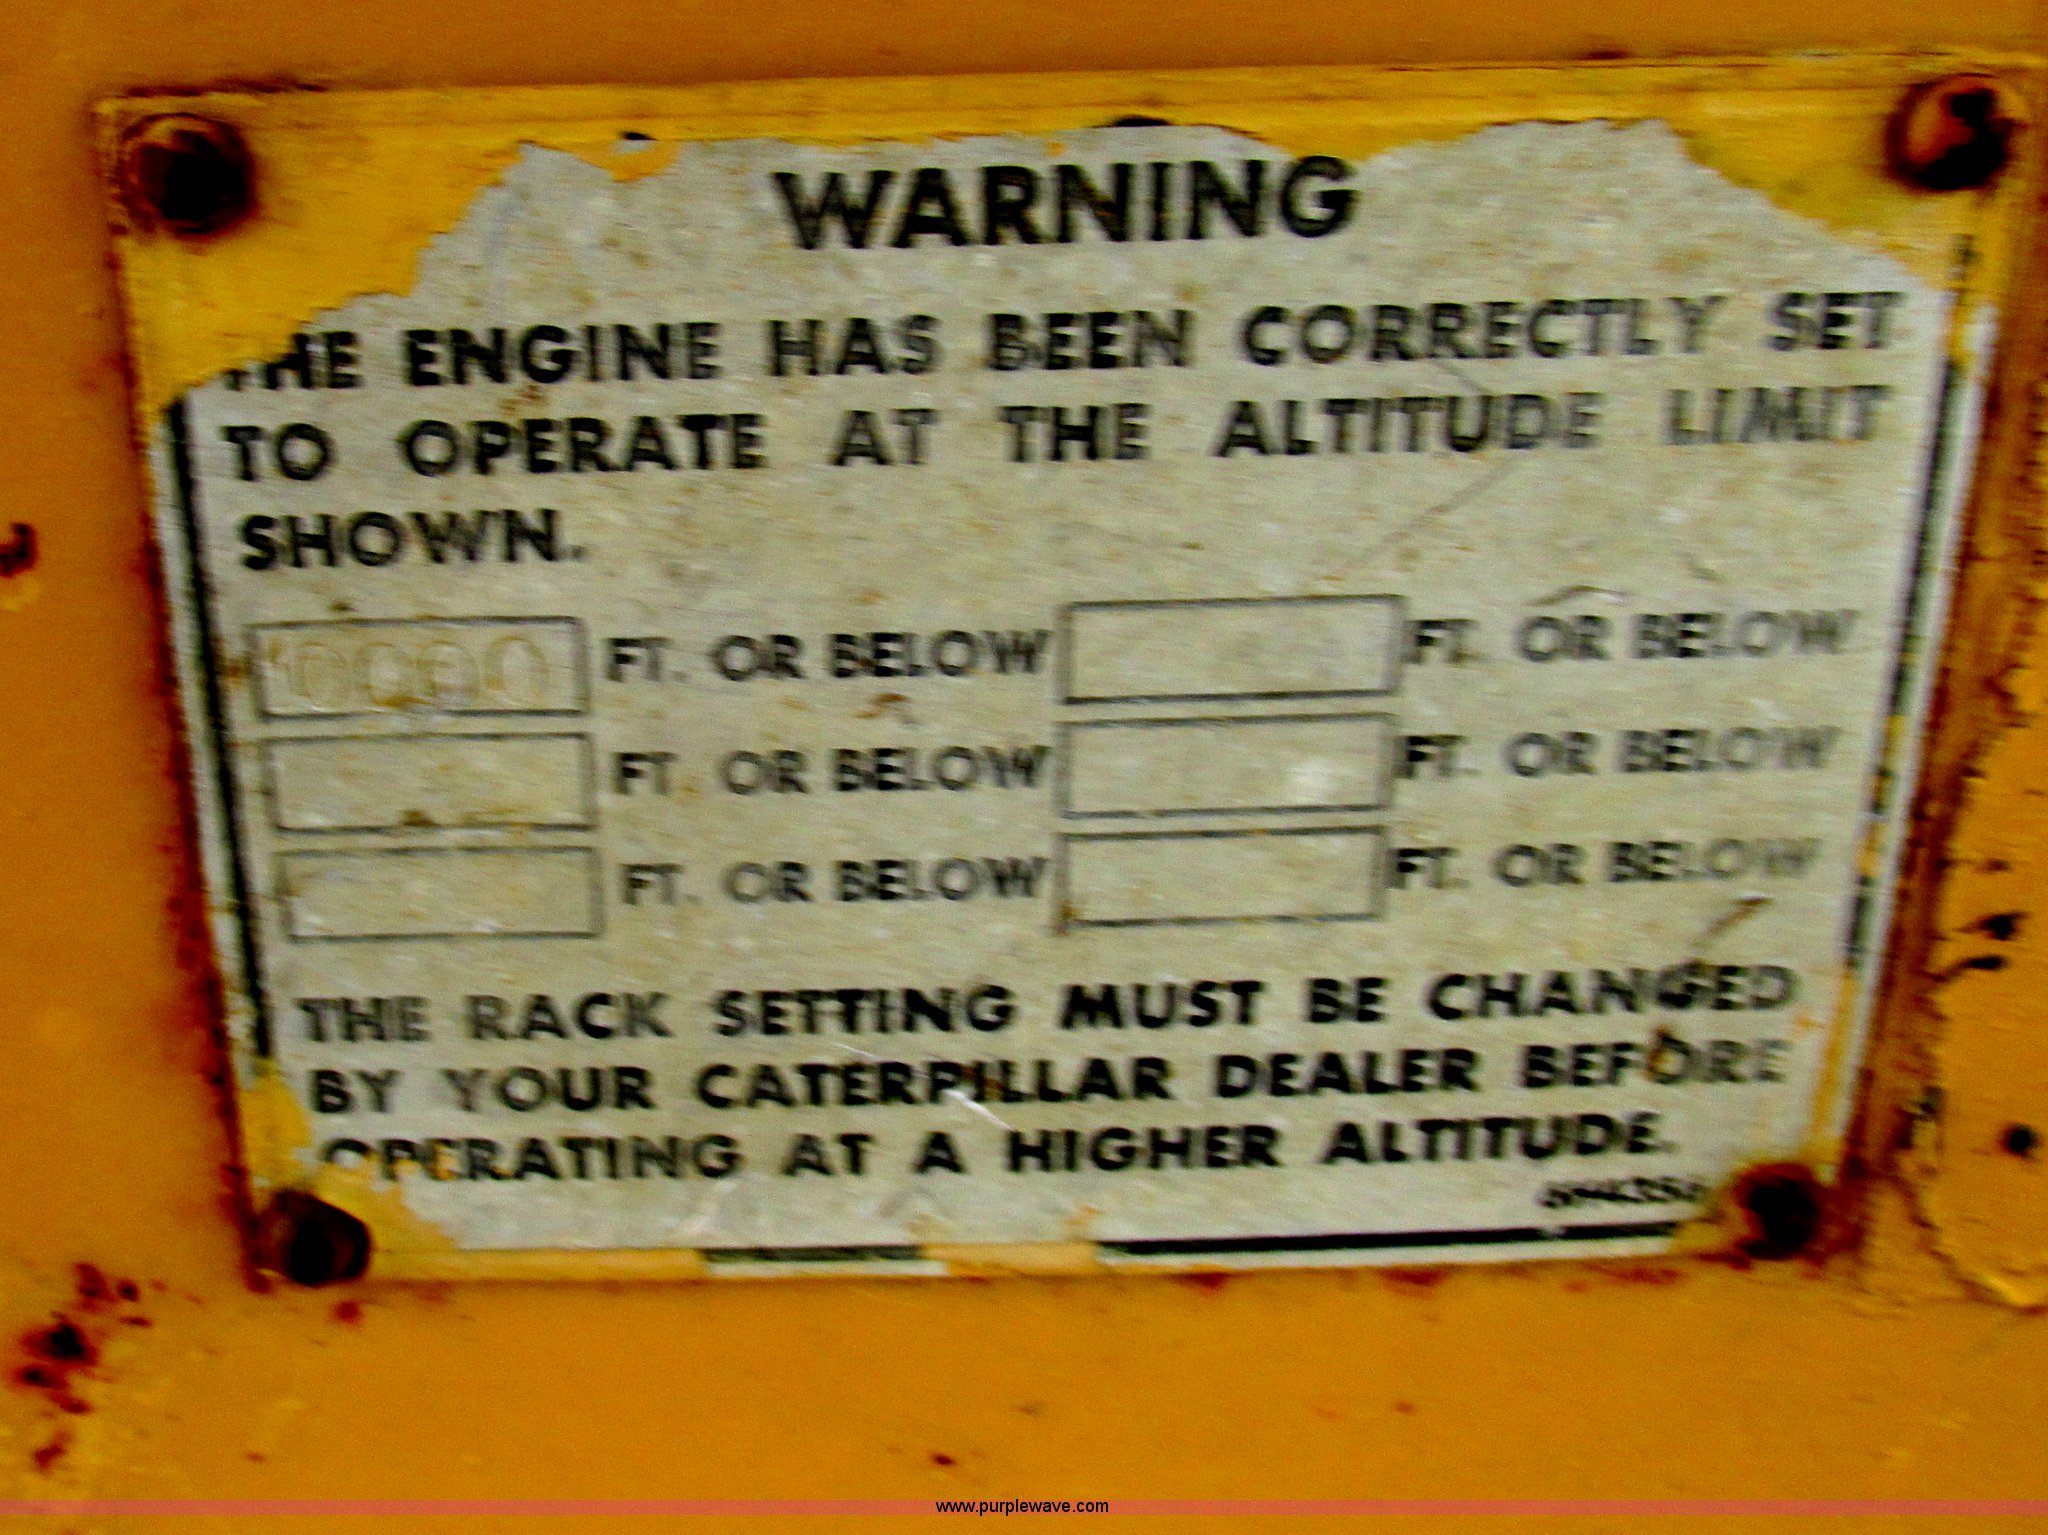 WARNING
THE ENGINE HAS BEEN CORRECTLY SET
TO OPERATE AT THE ALTITUDE LIMIT
SHOWN.
FT. OR BELOW FT. OR BELOW
FT. OR BELOW FT. OR BELOW
FT. OR BELOW FT. OR BELOW
THE RACK SETTING MUST BE CHANGED
BY YOUR CATERPILLAR DEALER BEFORE
OPERATING AT A HIGHER ALTITUDE.
www.purplewave.com